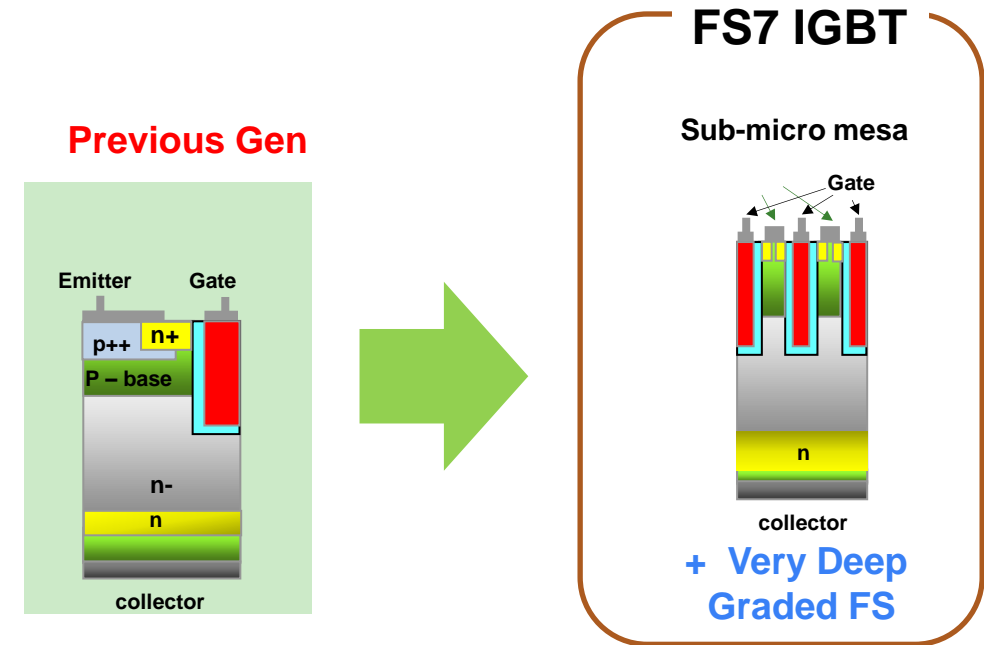 FS7 IGBT
Previous Gen
Sub-micro mesa
Gate
Emitter Gate
p++ n+
P – base
n-
n
collector
n
collector
+ Very Deep
Graded FS